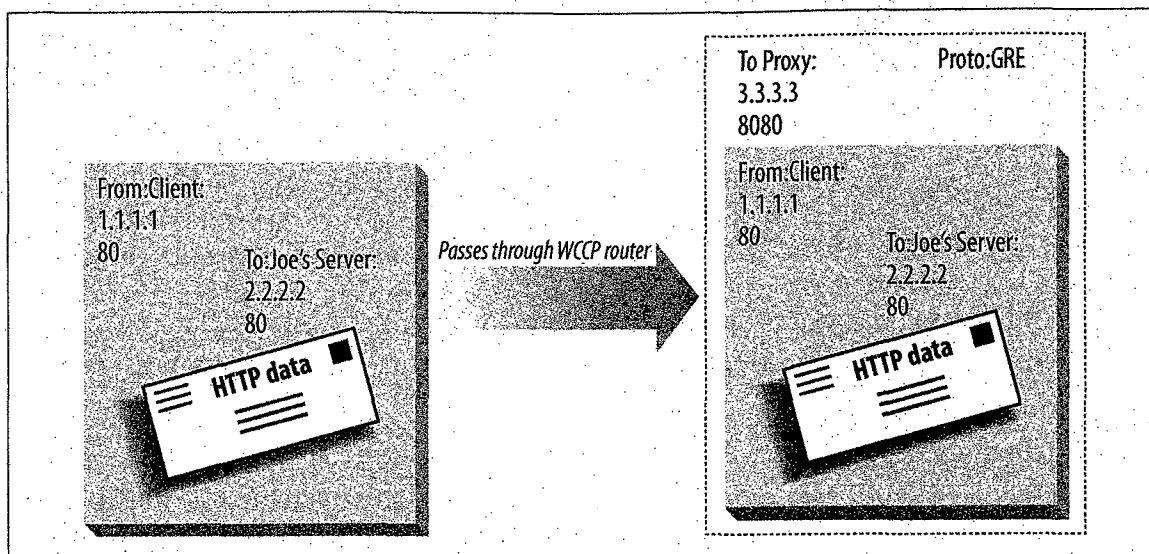 From:Client:
1.1.1.1
80
To:Joe's Server:
2.2.2.2
80
HTTP data
Passes through WCCP router
To Proxy:
3.3.3.3
8080
Proto:GRE
From:Client:
1.1.1.1
80
To:Joe's Server:
2.2.2.2
80
HTTP data